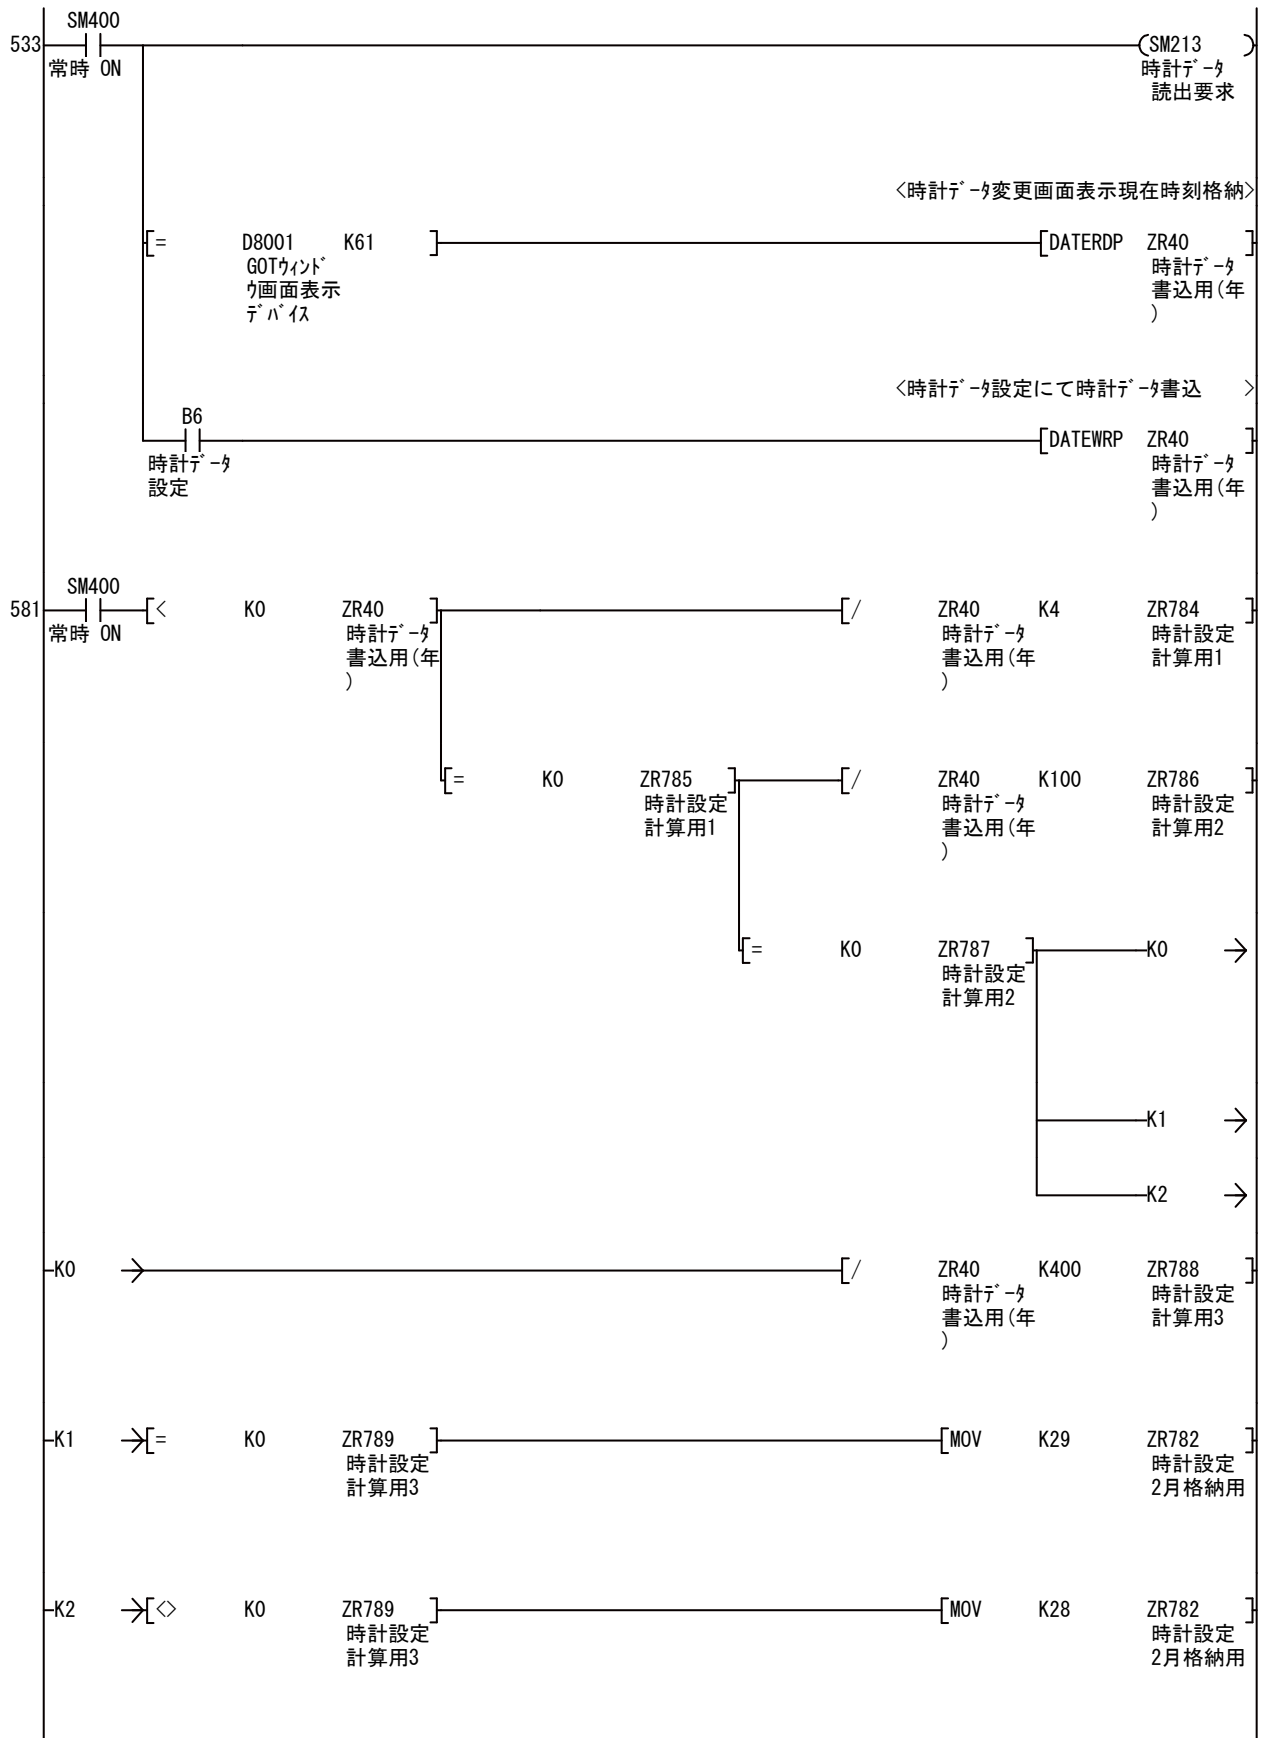 SM400
533
常時 ON
SM213
時計ﾃﾞｰﾀ
読出要求
<時計ﾃﾞｰﾀ変更画面表示現在時刻格納>
= D8001 K61
GOTｳｨﾝﾄﾞ
ｳ画面表示
ﾃﾞﾊﾞｲｽ
DATERDP ZR40
時計ﾃﾞｰﾀ
書込用(年
)
<時計ﾃﾞｰﾀ設定にて時計ﾃﾞｰﾀ書込 >
B6
時計ﾃﾞｰﾀ
設定
DATEWRP ZR40
時計ﾃﾞｰﾀ
書込用(年
)
SM400
581
常時 ON
< K0 ZR40
時計ﾃﾞｰﾀ
書込用(年
)
/ ZR40 K4 ZR784
時計ﾃﾞｰﾀ
書込用(年
)
時計設定
計算用1
= K0 ZR785
時計設定
計算用1
/ ZR40 K100 ZR786
時計ﾃﾞｰﾀ
書込用(年
)
時計設定
計算用2
= K0 ZR787
時計設定
計算用2
K0
K1
K2
K0
/ ZR40 K400 ZR788
時計ﾃﾞｰﾀ
書込用(年
)
時計設定
計算用3
K1
= K0 ZR789
時計設定
計算用3
MOV K29 ZR782
時計設定
2月格納用
K2
<> K0 ZR789
時計設定
計算用3
MOV K28 ZR782
時計設定
2月格納用